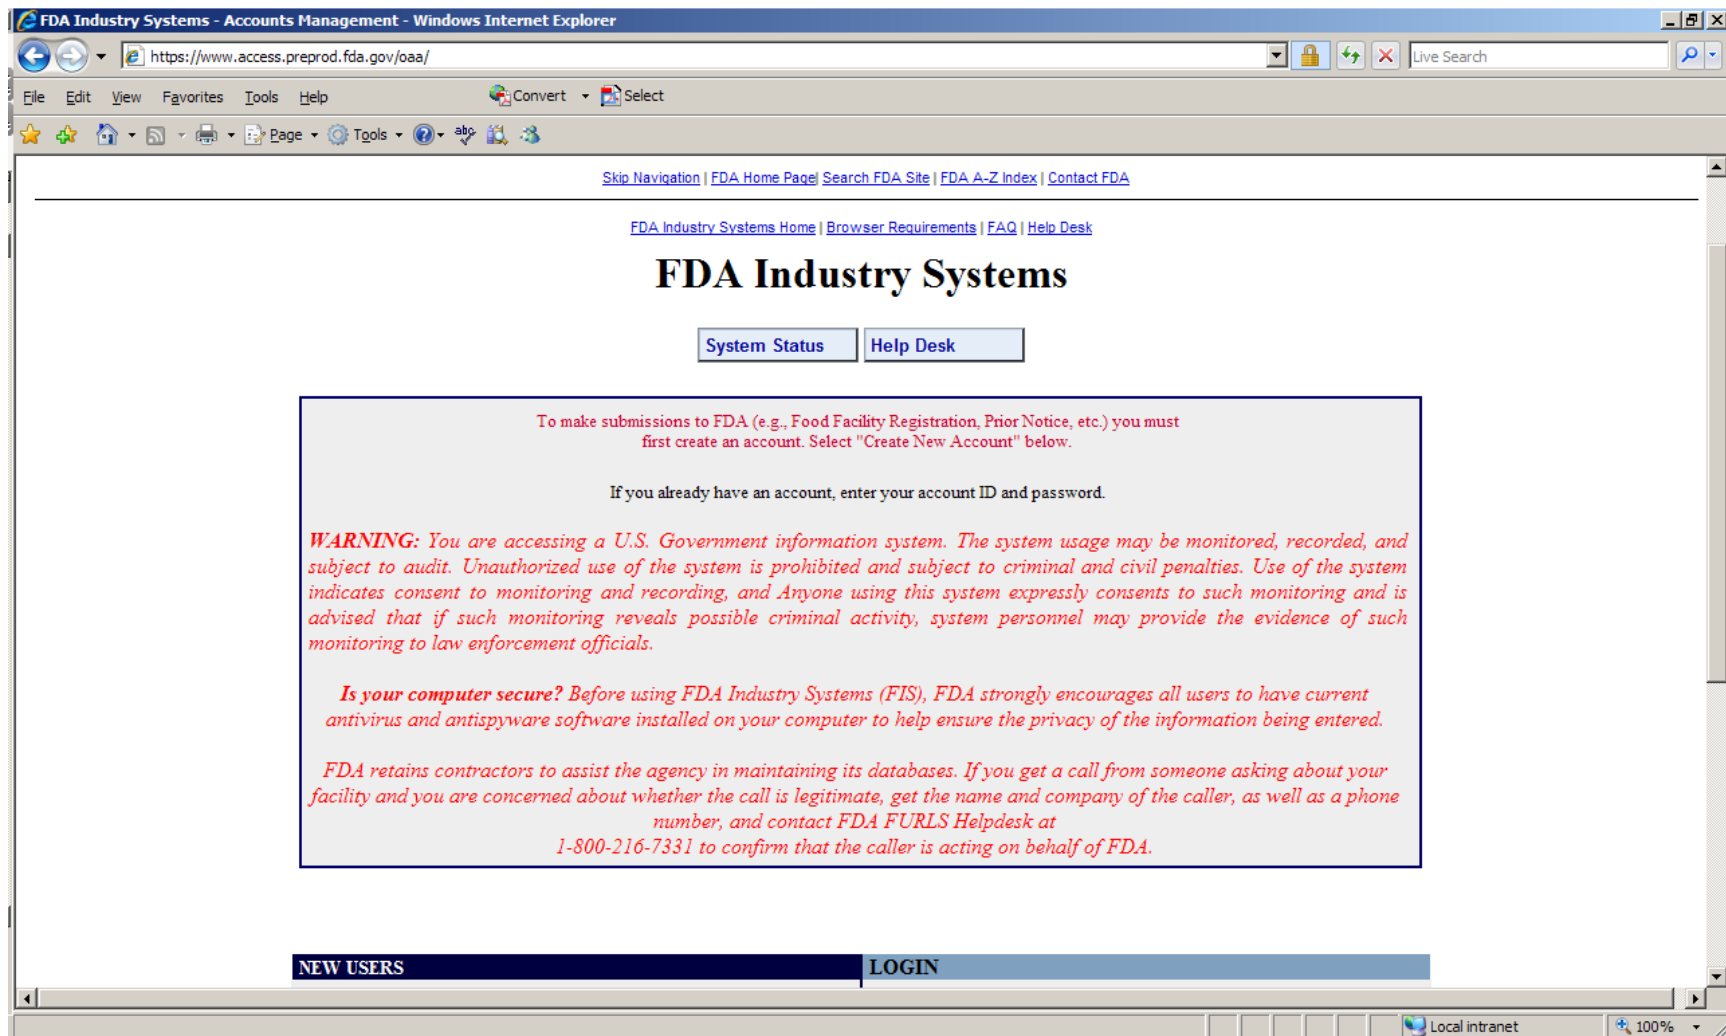 FDA Industry Systems - Accounts Management - Windows Internet Explorer
https://www.access.preprod.fda.gov/oaa/
Live Search
File Edit View Favorites Tools Help Convert Select
Page Tools
Skip Navigation | FDA Home Page| Search FDA Site | FDA A-Z Index | Contact FDA
FDA Industry Systems Home | Browser Requirements | FAQ | Help Desk
FDA Industry Systems
System Status Help Desk
To make submissions to FDA (e.g., Food Facility Registration, Prior Notice, etc.) you must
first create an account. Select "Create New Account" below.
If you already have an account, enter your account ID and password.
WARNING: You are accessing a U.S. Government information system. The system usage may be monitored, recorded, and
subject to audit. Unauthorized use of the system is prohibited and subject to criminal and civil penalties. Use of the system
indicates consent to monitoring and recording, and Anyone using this system expressly consents to such monitoring and is
advised that if such monitoring reveals possible criminal activity, system personnel may provide the evidence of such
monitoring to law enforcement officials.
Is your computer secure? Before using FDA Industry Systems (FIS), FDA strongly encourages all users to have current
antivirus and antispyware software installed on your computer to help ensure the privacy of the information being entered.
FDA retains contractors to assist the agency in maintaining its databases. If you get a call from someone asking about your
facility and you are concerned about whether the call is legitimate, get the name and company of the caller, as well as a phone
number, and contact FDA FURLS Helpdesk at
1-800-216-7331 to confirm that the caller is acting on behalf of FDA.
NEW USERS LOGIN
Local intranet 100%